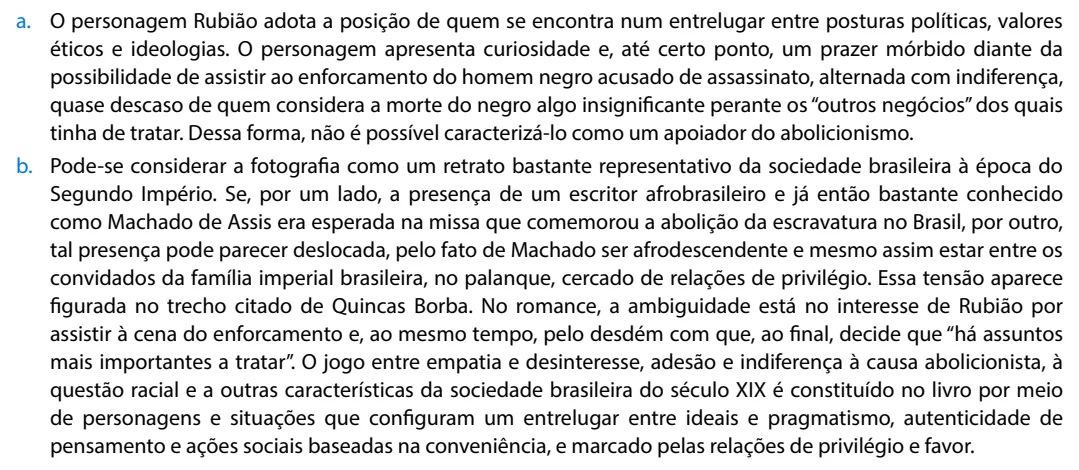 a. O personagem Rubião adota a posição de quem se encontra num entrelugar entre posturas políticas, valores
éticos e ideologias. O personagem apresenta curiosidade e, até certo ponto, um prazer mórbido diante da
possibilidade de assistir ao enforcamento do homem negro acusado de assassinato, alternada com indiferença,
quase descaso de quem considera a morte do negro algo insignificante perante os “outros negócios” dos quais
tinha de tratar. Dessa forma, não é possível caracterizá-lo como um apoiador do abolicionismo.
b. Pode-se considerar a fotografia como um retrato bastante representativo da sociedade brasileira à época do
Segundo Império. Se, por um lado, a presença de um escritor afrobrasileiro e já então bastante conhecido
como Machado de Assis era esperada na missa que comemorou a abolição da escravatura no Brasil, por outro,
tal presença pode parecer deslocada, pelo fato de Machado ser afrodescendente e mesmo assim estar entre os
convidados da família imperial brasileira, no palanque, cercado de relações de privilégio. Essa tensão aparece
figurada no trecho citado de Quincas Borba. No romance, a ambiguidade está no interesse de Rubião por
assistir à cena do enforcamento e, ao mesmo tempo, pelo desdém com que, ao final, decide que “há assuntos
mais importantes a tratar”. O jogo entre empatia e desinteresse, adesão e indiferença à causa abolicionista, à
questão racial e a outras características da sociedade brasileira do século XIX é constituído no livro por meio
de personagens e situações que configuram um entrelugar entre ideais e pragmatismo, autenticidade de
pensamento e ações sociais baseadas na conveniência, e marcado pelas relações de privilégio e favor.